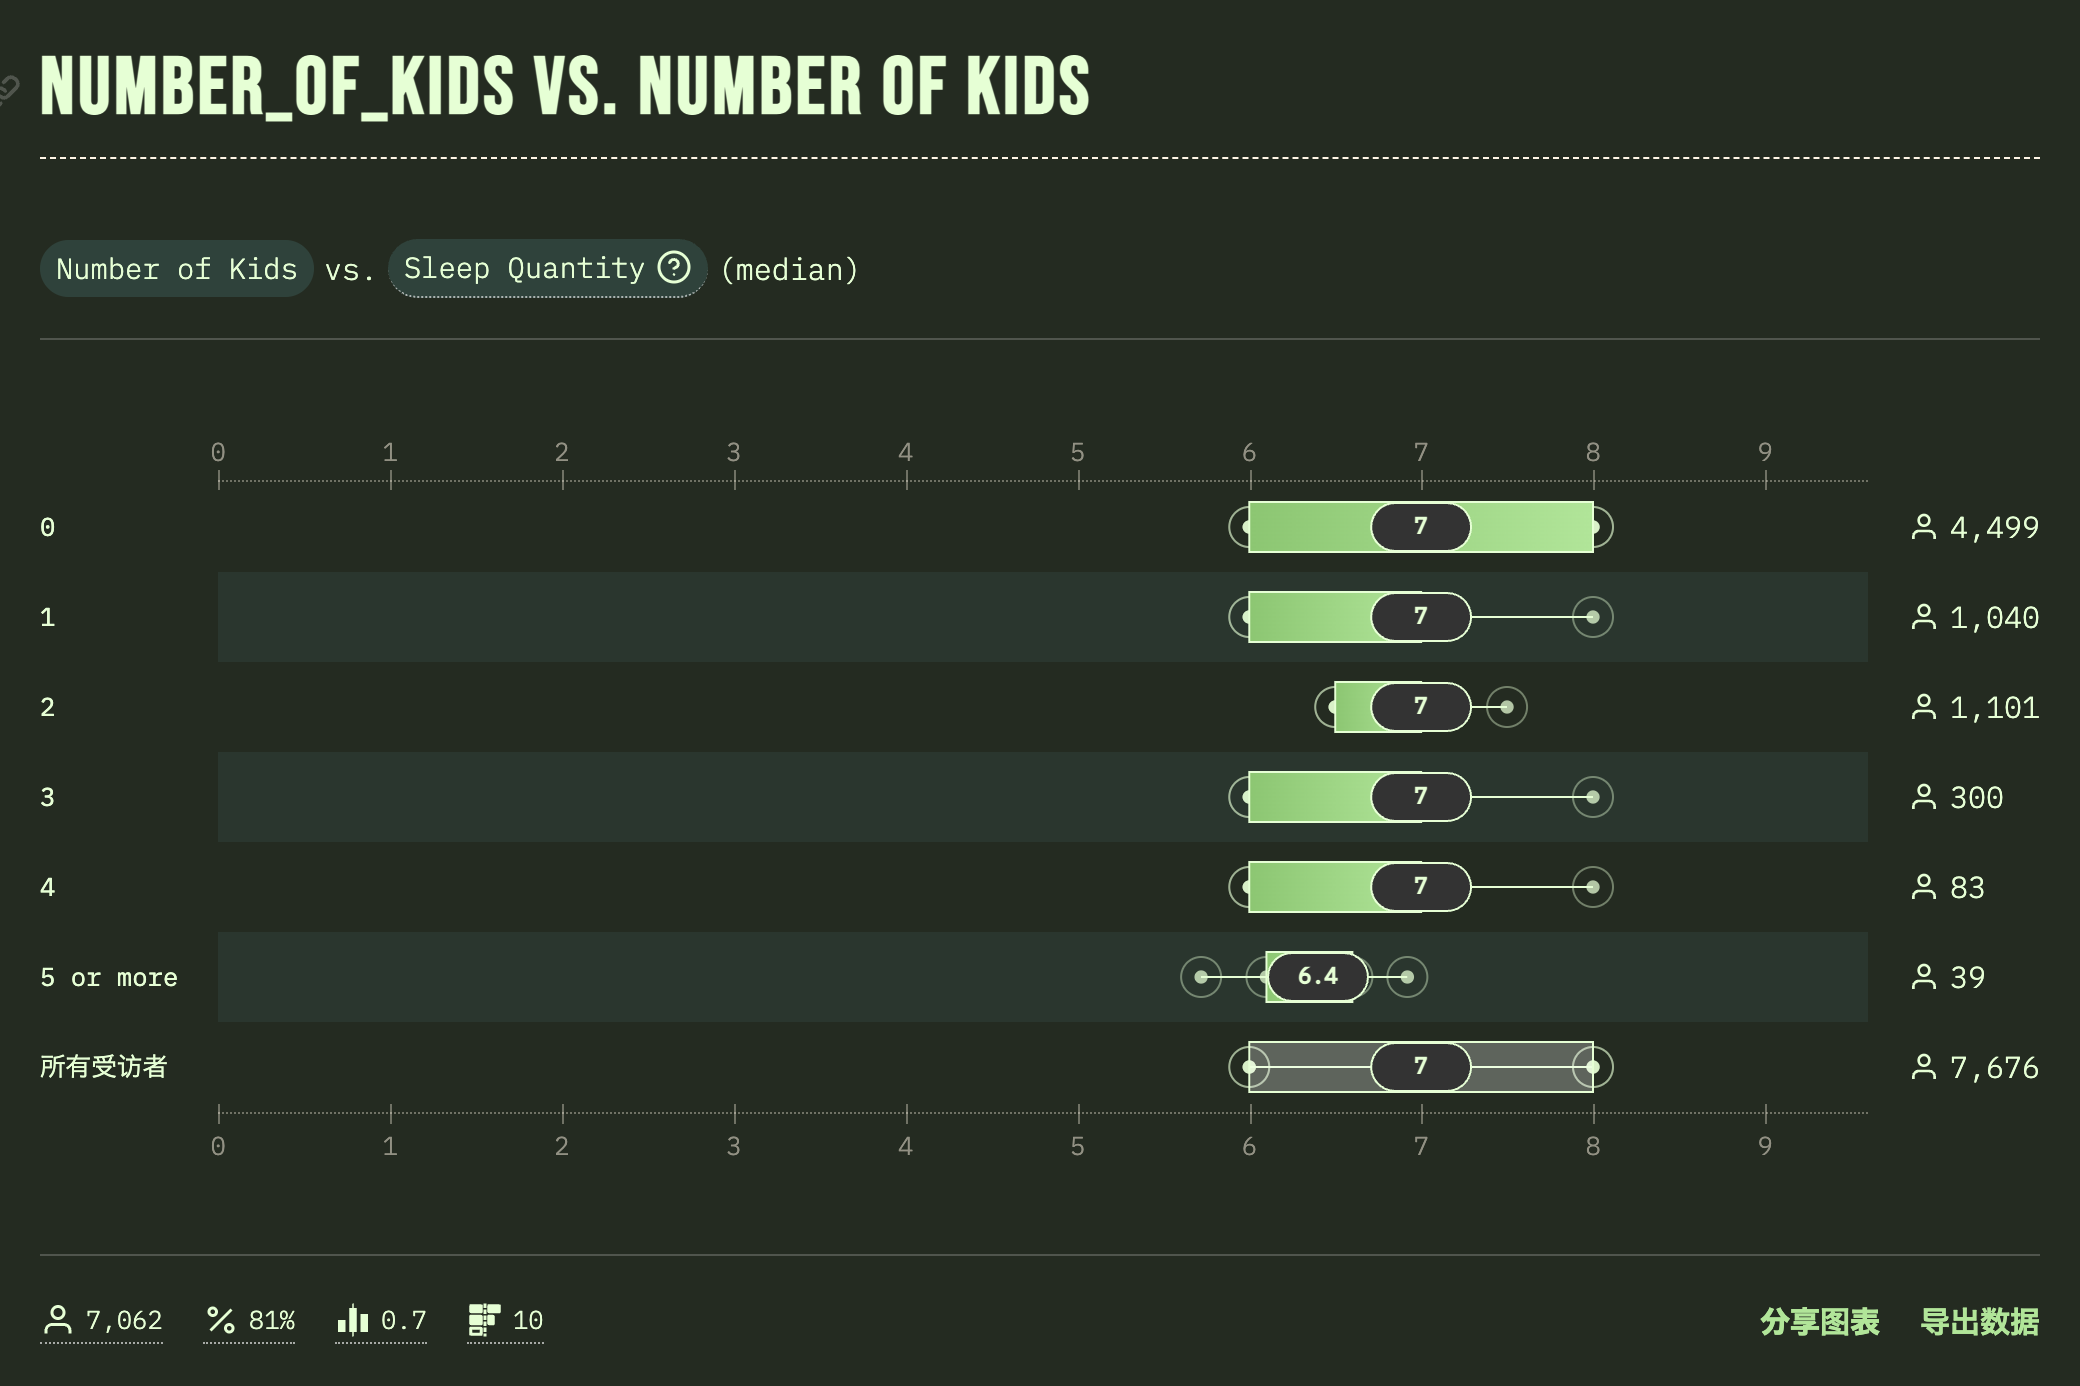 NUMBER_OF_KIDS VS. NUMBER OF KIDS
Number of Kids vs. Sleep Quantity ? (median)
0 1 2 3 4 5 6 7 8 9
0 7 4,499
1 7 1,040
2 7 1,101
3 7 300
4 7 83
5 or more 6.4 39
所有受访者 7 7,676
0 1 2 3 4 5 6 7 8 9
7,062 % 81% 0.7 10 分享图表 导出数据